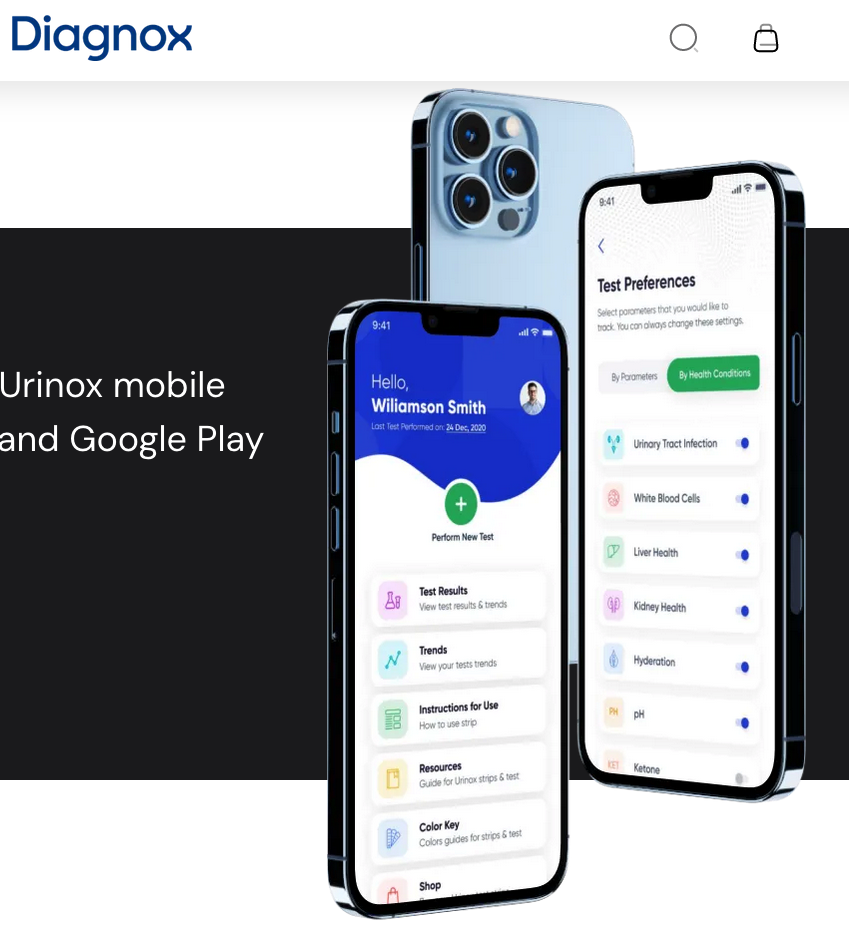 Diagnox
Urinox mobile
and Google Play
9:41
Hello,
Wiliamson Smith
Last Test Performed on: 24 Dec, 2020
Perform New Test
Test Results
View test results & trends
Trends
View your tests trends
Instructions for Use
How to use strip
Resources
Guide for Urinox strips & test
Color Key
Colors guides for strips & test
Shop
9:41
Test Preferences
Select parameters that you would like to
track. You can always change these settings.
By Parameters
By Health Conditions
Urinary Tract Infection
White Blood Cells
Liver Health
Kidney Health
Hyderation
PH
pH
KET
Ketone